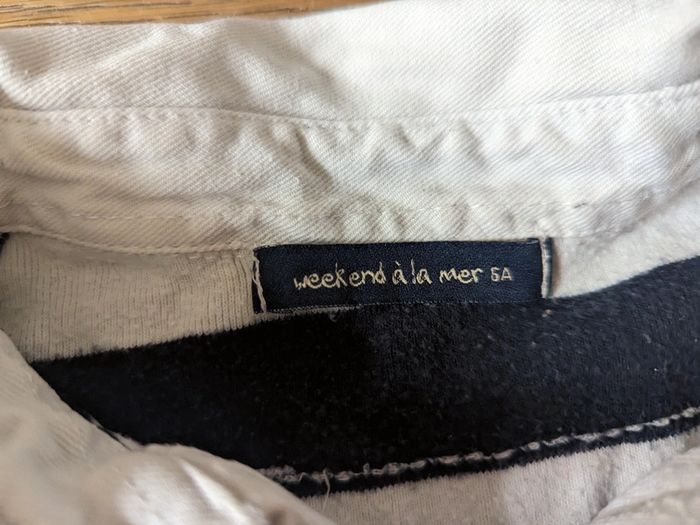 weekend à la mer 5A